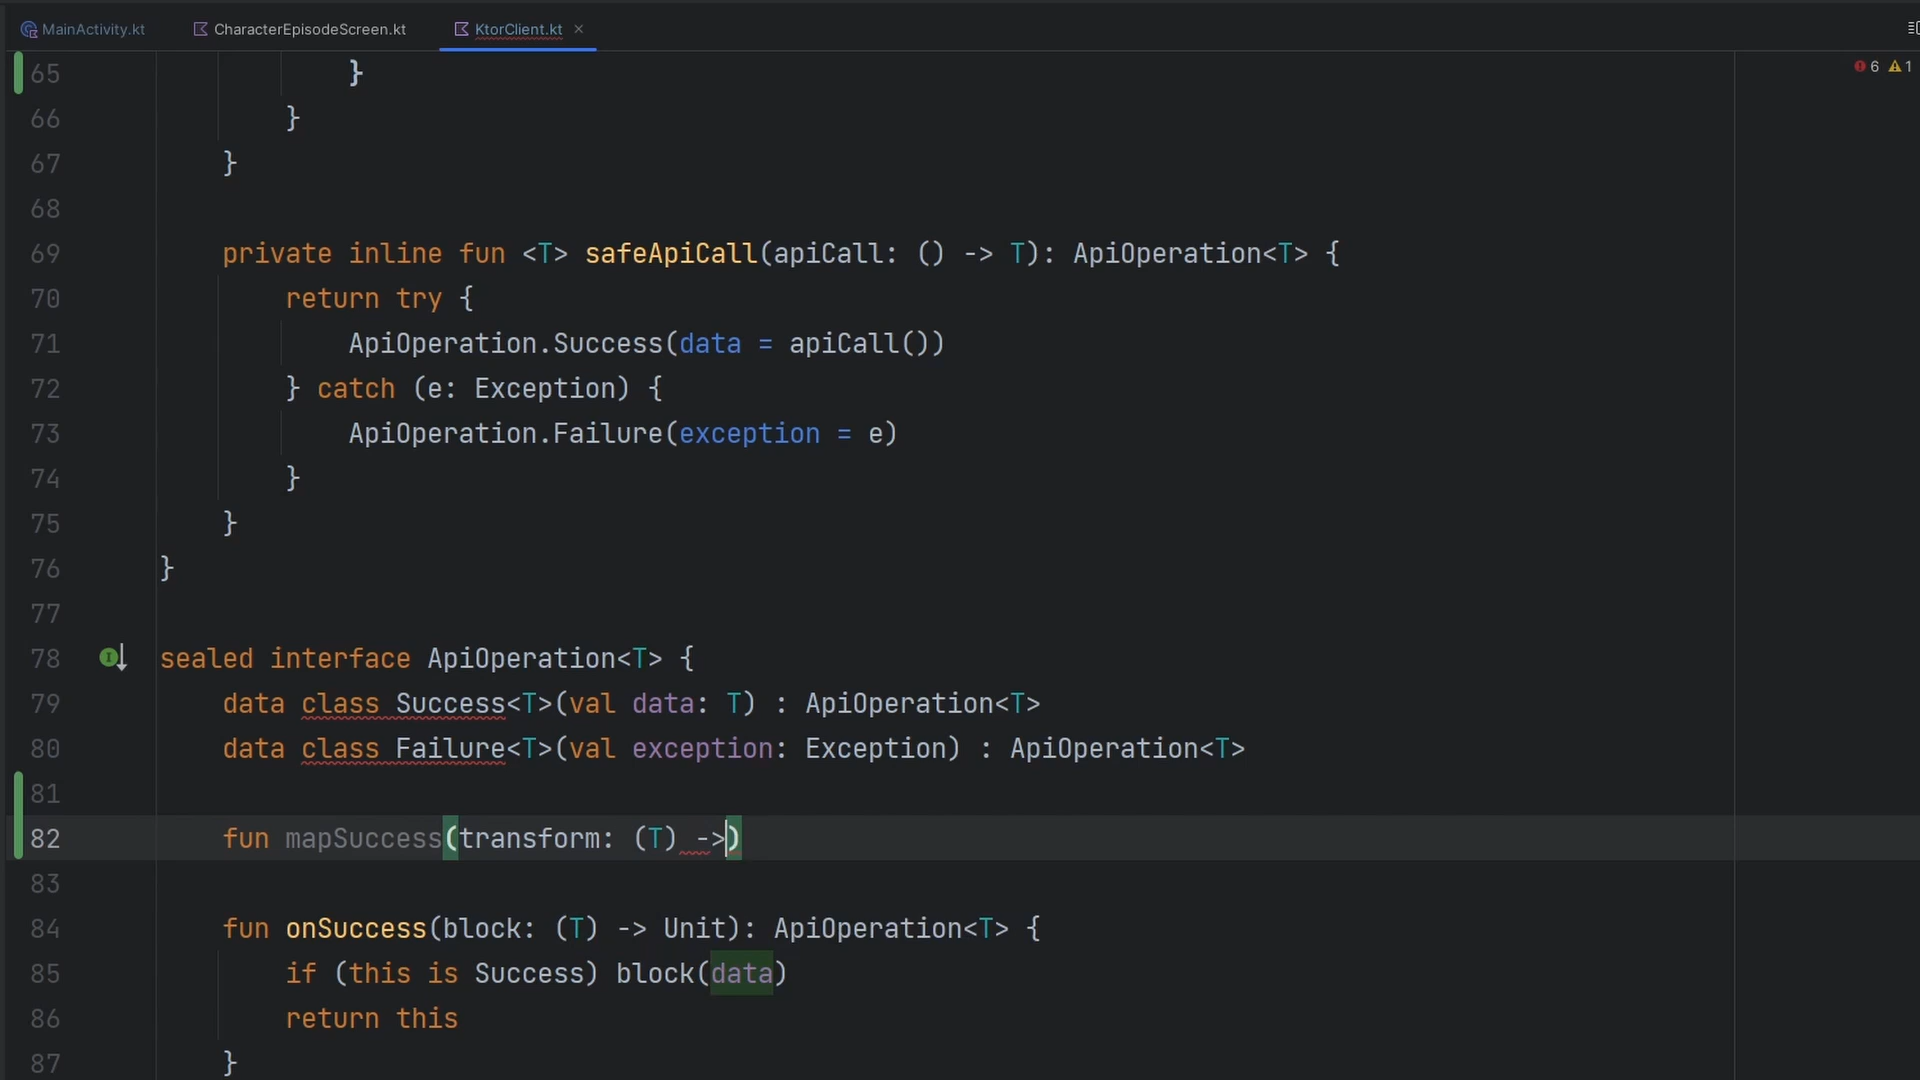 MainActivity.kt CharacterEpisodeScreen.kt KtorClient.kt
6 1
65 }
66 }
67 }
68
69 private inline fun <T> safeApiCall(apiCall: () -> T): ApiOperation<T> {
70 return try {
71 ApiOperation.Success(data = apiCall())
72 } catch (e: Exception) {
73 ApiOperation.Failure(exception = e)
74 }
75 }
76 }
77
78 sealed interface ApiOperation<T> {
79 data class Success<T>(val data: T) : ApiOperation<T>
80 data class Failure<T>(val exception: Exception) : ApiOperation<T>
81
82 fun mapSuccess(transform: (T) ->)
83
84 fun onSuccess(block: (T) -> Unit): ApiOperation<T> {
85 if (this is Success) block(data)
86 return this
87 }